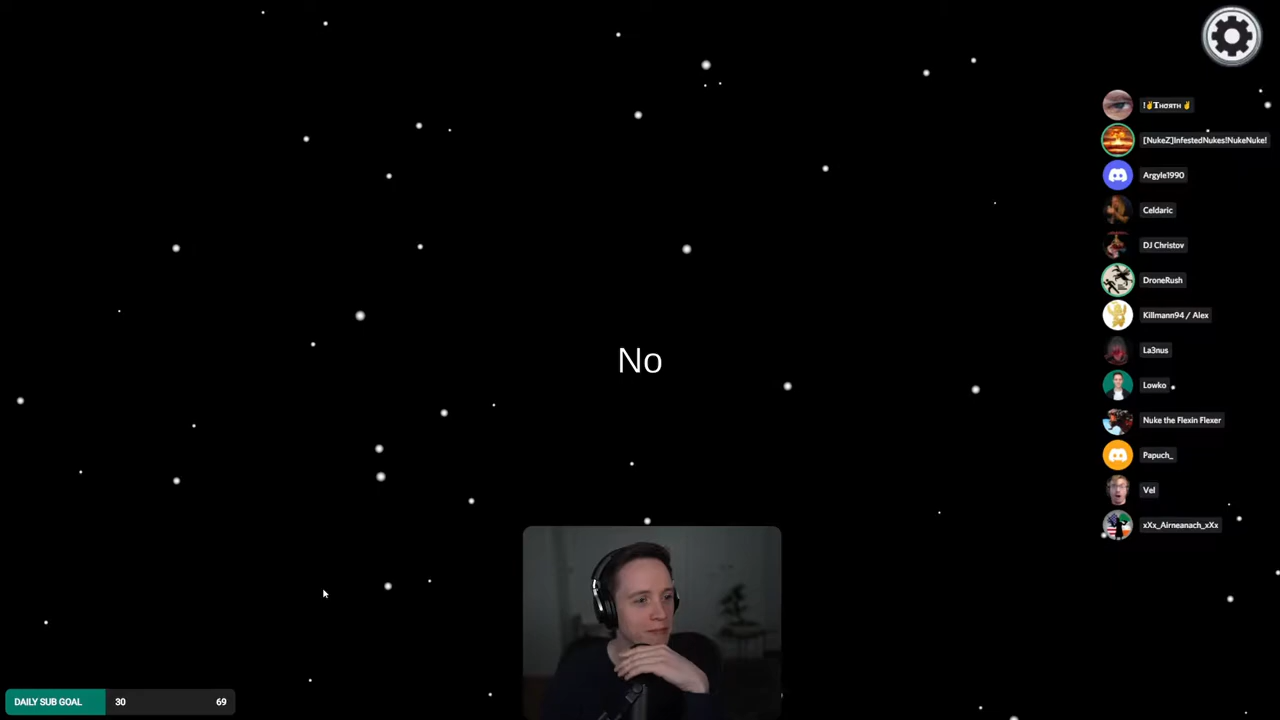 !✌Thσятh ✌
[NukeZ]InfestedNukes!NukeNuke!
Argyle1990
Celdaric
DJ Christov
DroneRush
Killmann94 / Alex
La3nus
No
Lowko
Nuke the Flexin Flexer
Papuch_
Vel
xXx_Airneanach_xXx
DAILY SUB GOAL 30 69